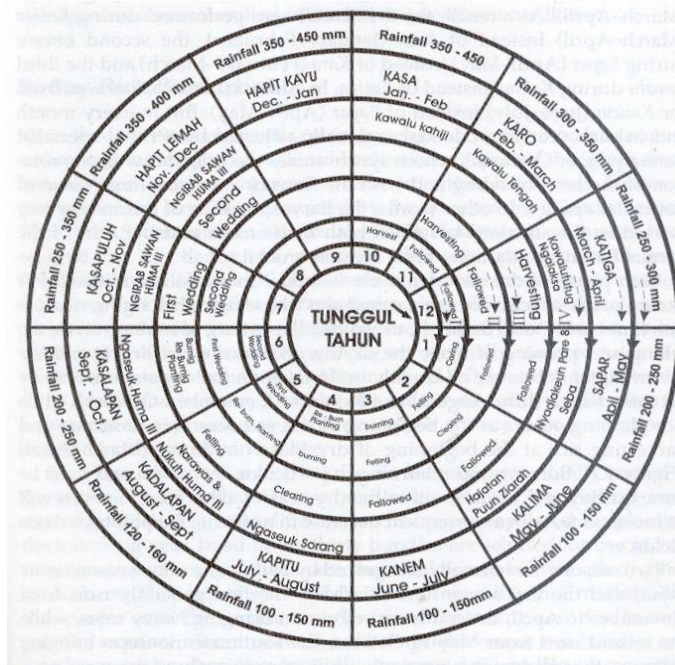 Rainfall 350 - 450 mm
HAPIT KAYU
Dec. - Jan
Second
Wedding
9
Rainfall 350 - 450
KASA
Jan. - Feb
Kawalu kahiji
Harvesting
Harvest
10
Rainfall 300 - 350 mm
KARO
Feb. - March
Kawalu Tengah
Harvesting
Followed
11
Rainfall 250 - 300 mm
KATIGA
March - April
Kawalututug
Ngalaksa
Harvesting
Followed
Followed
12
Rainfall 200 - 250 mm
SAPAR
April - May
Seba
Nyadiakeun Pare 8
Followed
Followed
Clearing
1
Rainfall 100 - 150 mm
KALIMA
May - June
Hajatan /
Puun Ziarah
Followed
Clearing
Felling
2
Rainfall 100 - 150mm
KANEM
June - July
Followed
Felling
burning
3
Rainfall 100 - 150 mm
KAPITU
July - August
Ngaseuk Sorang
Clearing
burning
Re - Burn
Planting
4
Rainfall 120 - 160 mm
KADALAPAN
August - Sept
Nukuh Huma III
Felling
Re burn - Planting
First
Wedding
5
Rainfall 200 - 250 mm
KASALAPAN
Sept - Oct
Ngaseuk Huma III
Burnig
Re Burning
Planting
First Wedding
Second
Wedding
6
Rainfall 250 - 350 mm
KASAPULUH
Oct - Nov
NGIRAB SAWAN
HUMA III
First
Wedding
Second
Wedding
7
Rainfall 350 - 400 mm
HAPIT LEMAH
Nov. - Dec.
NGIRAB SAWAN
HUMA III
Second
Wedding
8
TUNGGUL
TAHUN